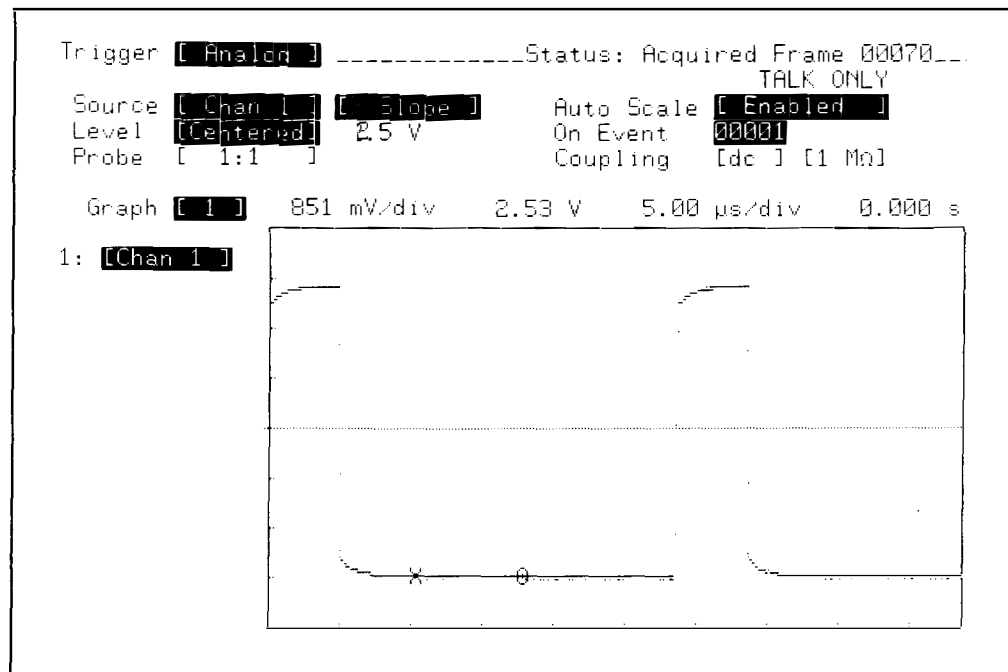 Trigger [ Analog ] _____________Status: Acquired Frame 00070__
TALK ONLY
Source [ Chan 1 ] [ Slope ] Auto Scale [ Enabled ]
Level [Centered] 2.5 V On Event 00001
Probe [ 1:1 ] Coupling [dc ] [1 MΩ]
Graph [ 1 ] 851 mV/div 2.53 V 5.00 µs/div 0.000 s
1: [Chan 1 ]
X O